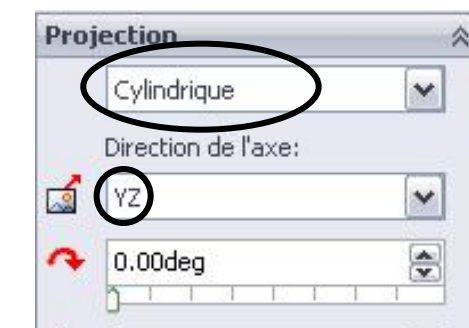 Projection
Cylindrique
Direction de l'axe:
YZ
0.00deg